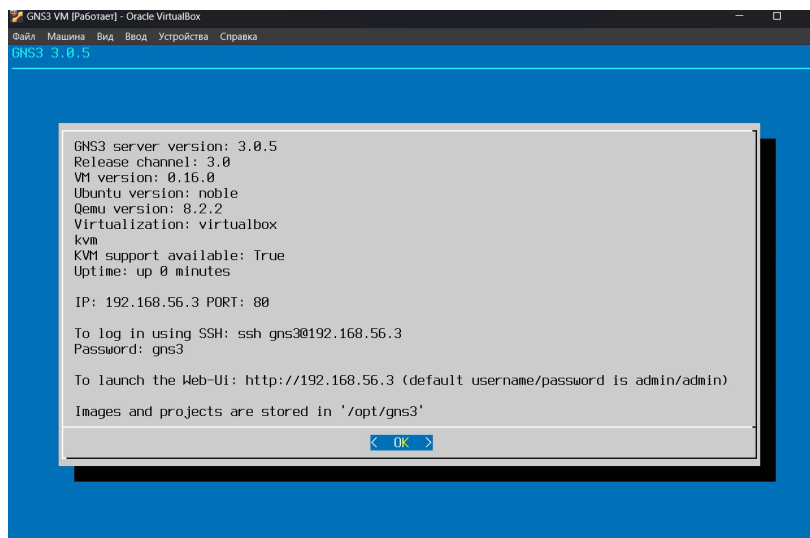 GNS3 VM [Работает] - Oracle VirtualBox
Файл Машина Вид Ввод Устройства Справка
GNS3 3.0.5
GNS3 server version: 3.0.5
Release channel: 3.0
VM version: 0.16.0
Ubuntu version: noble
Qemu version: 8.2.2
Virtualization: virtualbox
kvm
KVM support available: True
Uptime: up 0 minutes
IP: 192.168.56.3 PORT: 80
To log in using SSH: ssh gns3@192.168.56.3
Password: gns3
To launch the Web-Ui: http://192.168.56.3 (default username/password is admin/admin)
Images and projects are stored in '/opt/gns3'
< OK >